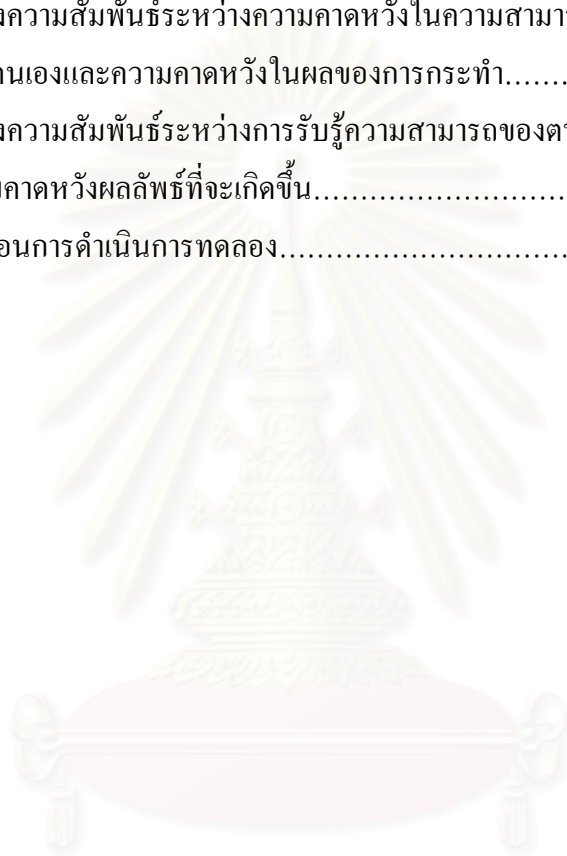 งความสัมพันธ์ระหว่างความคาดหวังในความสามาร
านเองและความคาดหวังในผลของการกระทำ........
งความสัมพันธ์ระหว่างการรับรู้ความสามารถของต
คาดหวังผลลัพธ์ที่จะเกิดขึ้น............................
อนการดำเนินการทดลอง................................